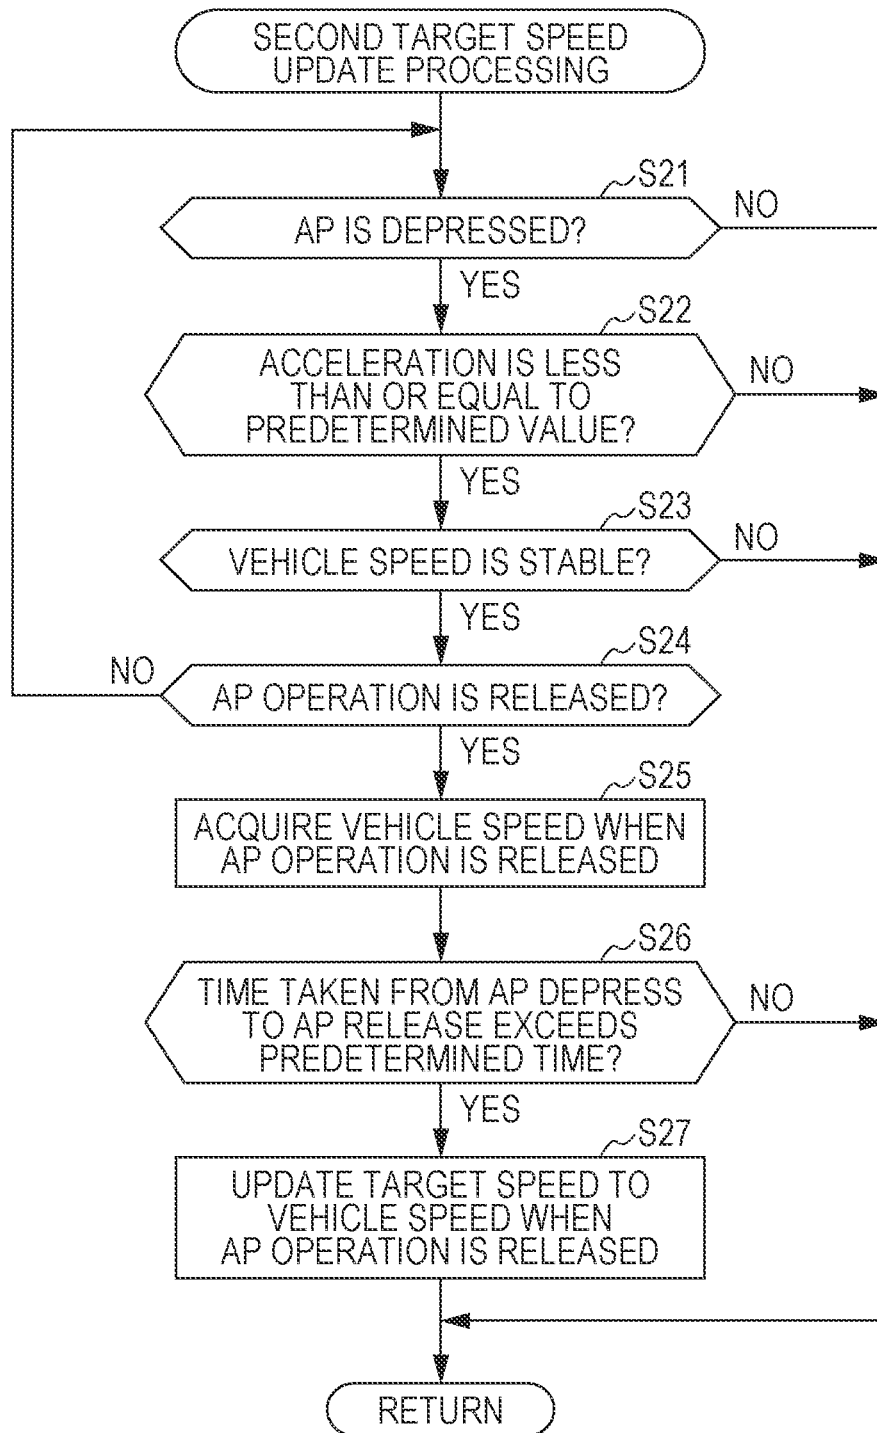 SECOND TARGET SPEED
UPDATE PROCESSING
S21
AP IS DEPRESSED?
NO
YES
S22
ACCELERATION IS LESS
THAN OR EQUAL TO
PREDETERMINED VALUE?
NO
YES
S23
VEHICLE SPEED IS STABLE?
NO
YES
S24
NO
AP OPERATION IS RELEASED?
YES
S25
ACQUIRE VEHICLE SPEED WHEN
AP OPERATION IS RELEASED
S26
TIME TAKEN FROM AP DEPRESS
TO AP RELEASE EXCEEDS
PREDETERMINED TIME?
NO
YES
S27
UPDATE TARGET SPEED TO
VEHICLE SPEED WHEN
AP OPERATION IS RELEASED
RETURN